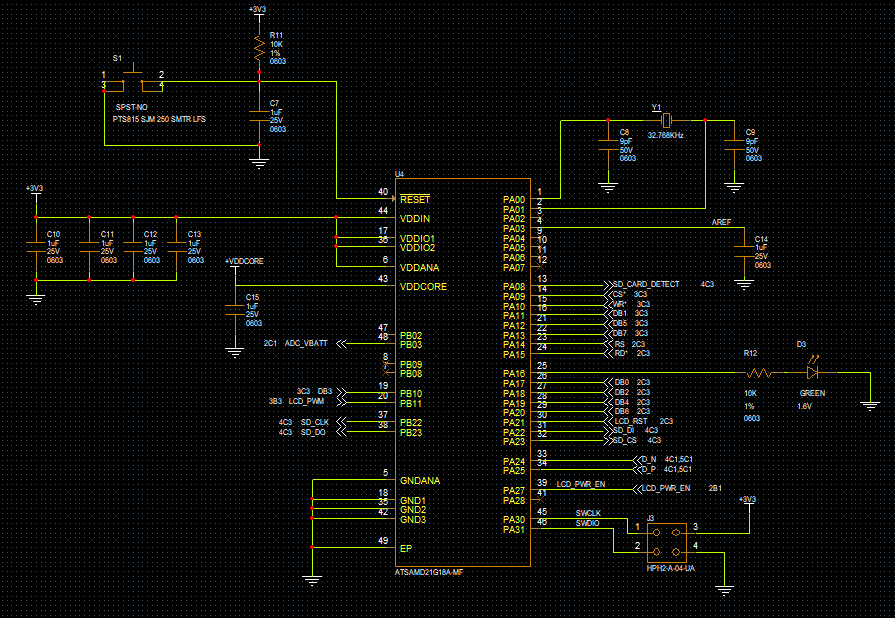 +3V3
R11
10K
1%
0603
S1
1
2
3
4
SPST-NO
PTS815 SJM 250 SMTR LFS
C7
1uF
25V
0603
Y1
32.768KHz
C8
9pF
50V
0603
C9
9pF
50V
0603
U4
40 RESET
44 VDDIN
17 VDDIO1
36 VDDIO2
6 VDDANA
43 VDDCORE
+3V3
C10
1uF
25V
0603
C11
1uF
25V
0603
C12
1uF
25V
0603
C13
1uF
25V
0603
+VDDCORE
C15
1uF
25V
0603
47 PB02
2C1 ADC_VBATT 48 PB03
8 PB09
7 PB08
3C3 DB3 19 PB10
3B3 LCD_PWM 20 PB11
4C3 SD_CLK 37 PB22
4C3 SD_DO 38 PB23
5 GNDANA
18 GND1
35 GND2
42 GND3
49 EP
ATSAMD21G18A-MF
PA00 1
PA01 2
PA02 3
PA03 4 AREF
PA04 9
PA05 10
PA06 11
PA07 12
C14
1uF
25V
0603
PA08 13 SD_CARD_DETECT 4C3
PA09 14 CS* 3C3
PA10 15 WR* 3C3
PA11 16 DB1 3C3
PA12 21 DB5 3C3
PA13 22 DB7 3C3
PA14 23 RS 2C3
PA15 24 RD* 2C3
PA16 25
R12
10K
1%
0603
D3
GREEN
1.6V
PA17 26 DB0 2C3
PA18 27 DB2 2C3
PA19 28 DB4 2C3
PA20 29 DB6 2C3
PA21 30 LCD_RST 2C3
PA22 31 SD_DI 4C3
PA23 32 SD_CS 4C3
PA24 33 D_N 4C1,5C1
PA25 34 D_P 4C1,5C1
PA27 39 LCD_PWR_EN LCD_PWR_EN 2B1
PA28 41
PA30 45 SWCLK
PA31 46 SWDIO
+3V3
J3
1
3
2
4
HPH2-A-04-UA